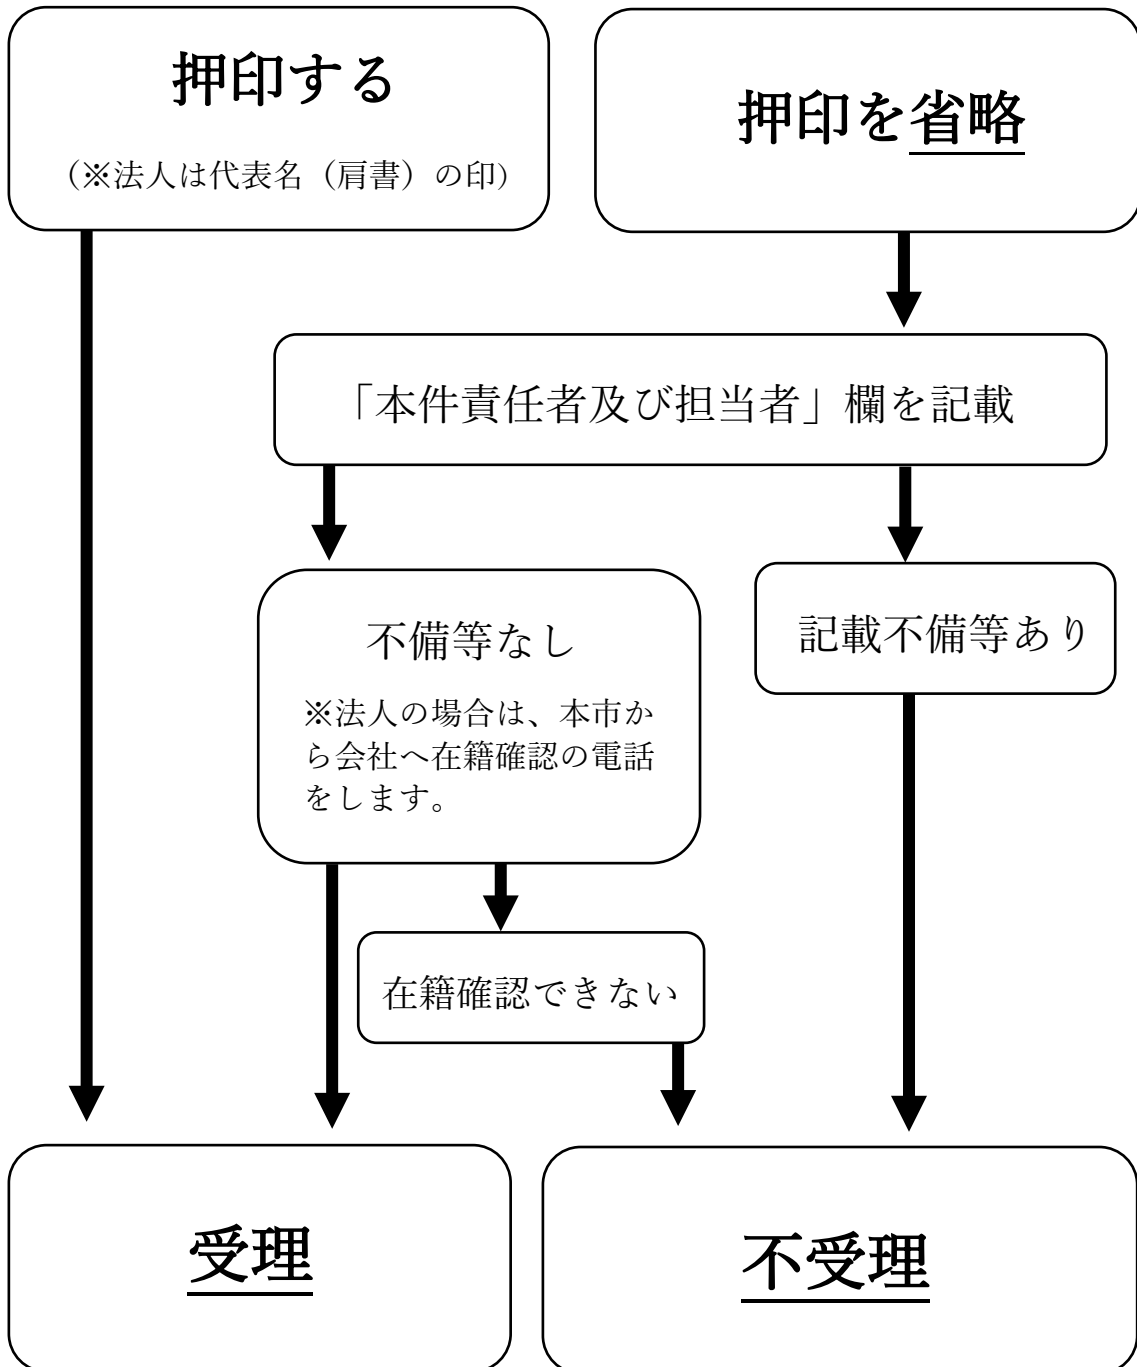 押印する
（※法人は代表名（肩書）の印）
押印を省略
「本件責任者及び担当者」欄を記載
不備等なし
※法人の場合は、本市か
ら会社へ在籍確認の電話
をします。
記載不備等あり
在籍確認できない
受理
不受理